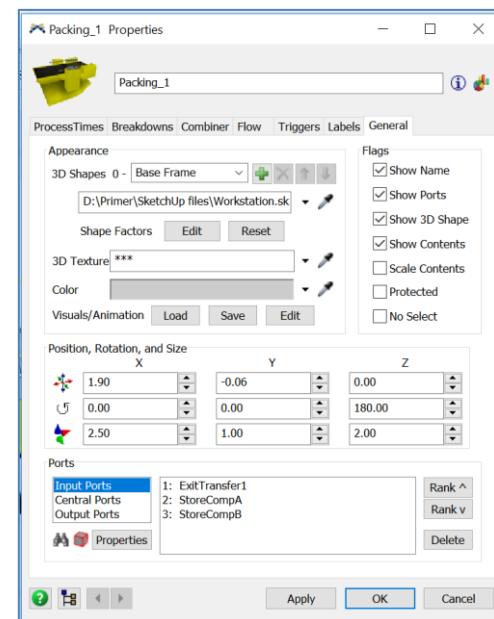 Packing_1 Properties
Packing_1
ProcessTimes Breakdowns Combiner Flow Triggers Labels General
Appearance
3D Shapes 0 - Base Frame
D:\Primer\SketchUp files\Workstation.sk
Shape Factors Edit Reset
3D Texture ***
Color
Visuals/Animation Load Save Edit
Flags
Show Name
Show Ports
Show 3D Shape
Show Contents
Scale Contents
Protected
No Select
Position, Rotation, and Size
X Y Z
1.90 -0.06 0.00
0.00 0.00 180.00
2.50 1.00 2.00
Ports
Input Ports
Central Ports
Output Ports
Properties
1: ExitTransfer1
2: StoreCompA
3: StoreCompB
Rank ^
Rank v
Delete
Apply OK Cancel